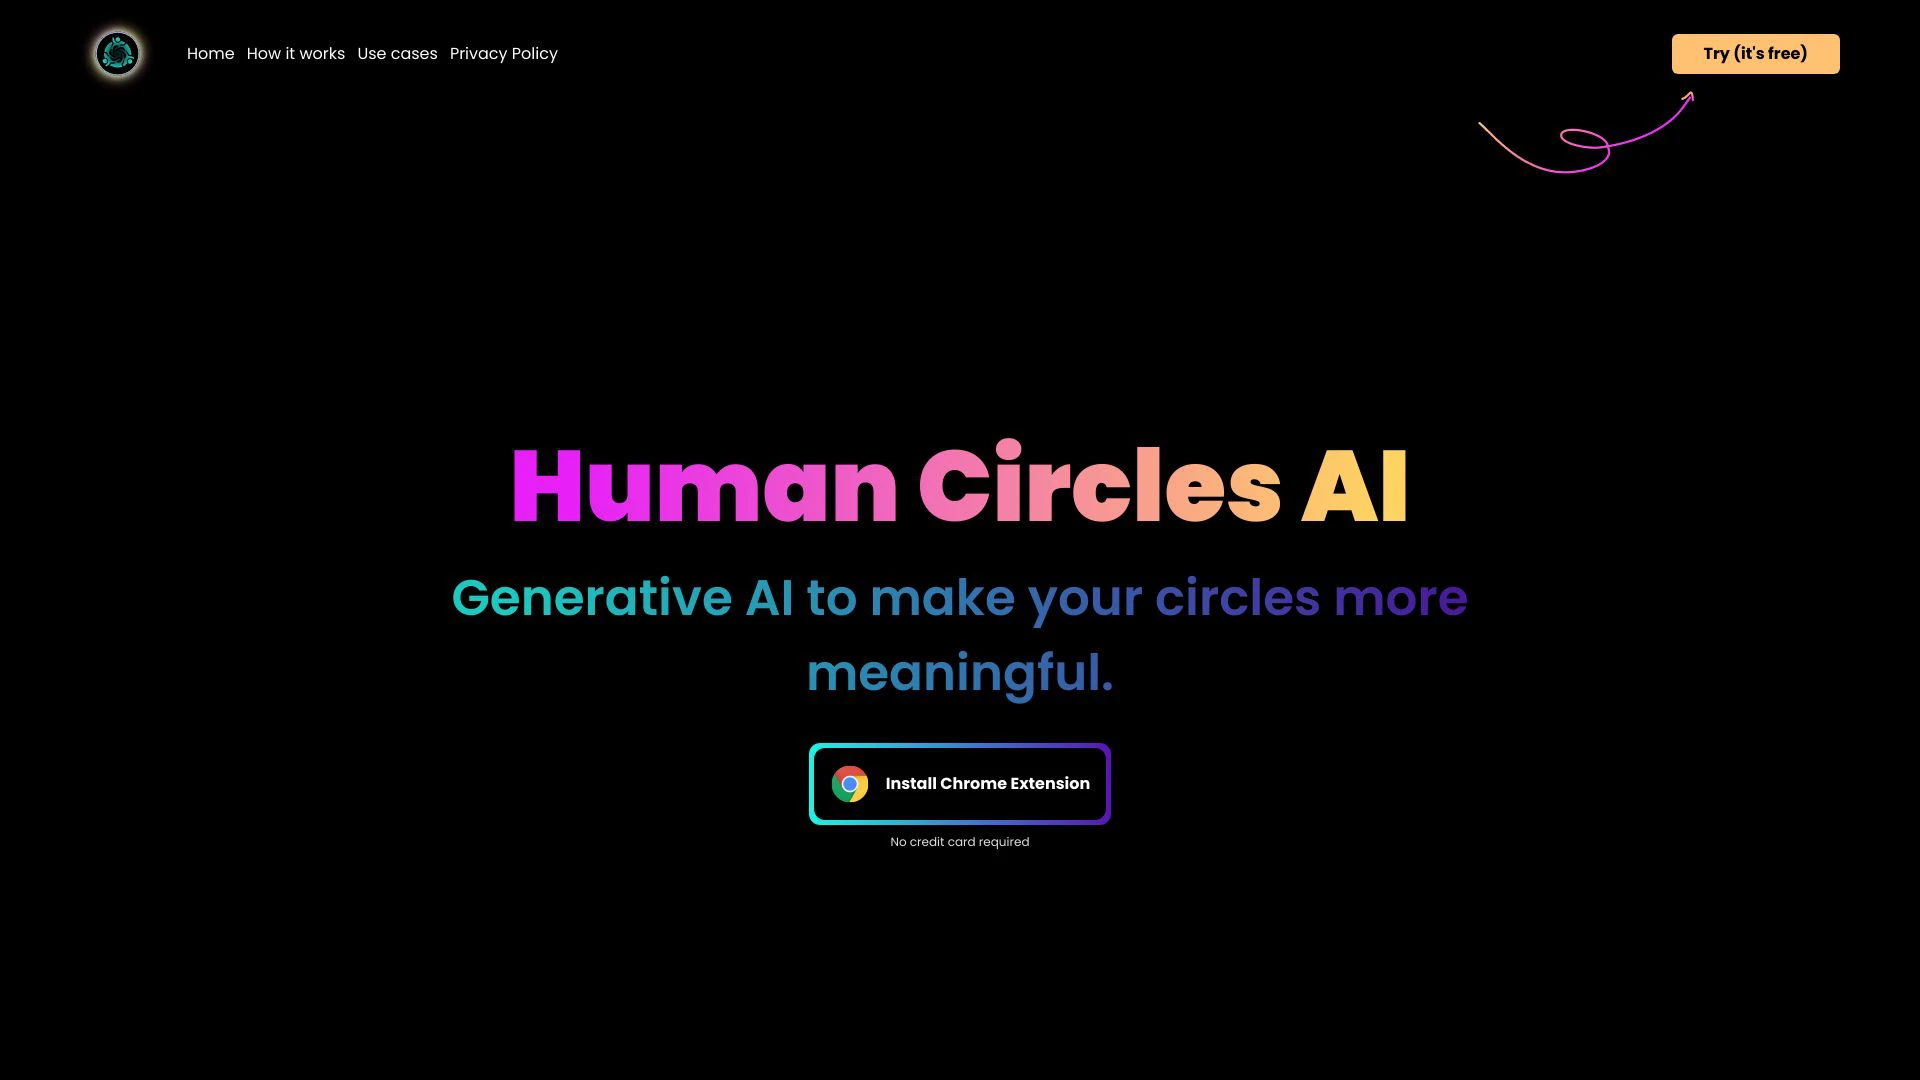 Home How it works Use cases Privacy Policy
Try (it's free)
Human Circles AI
Generative AI to make your circles more
meaningful.
Install Chrome Extension
No credit card required